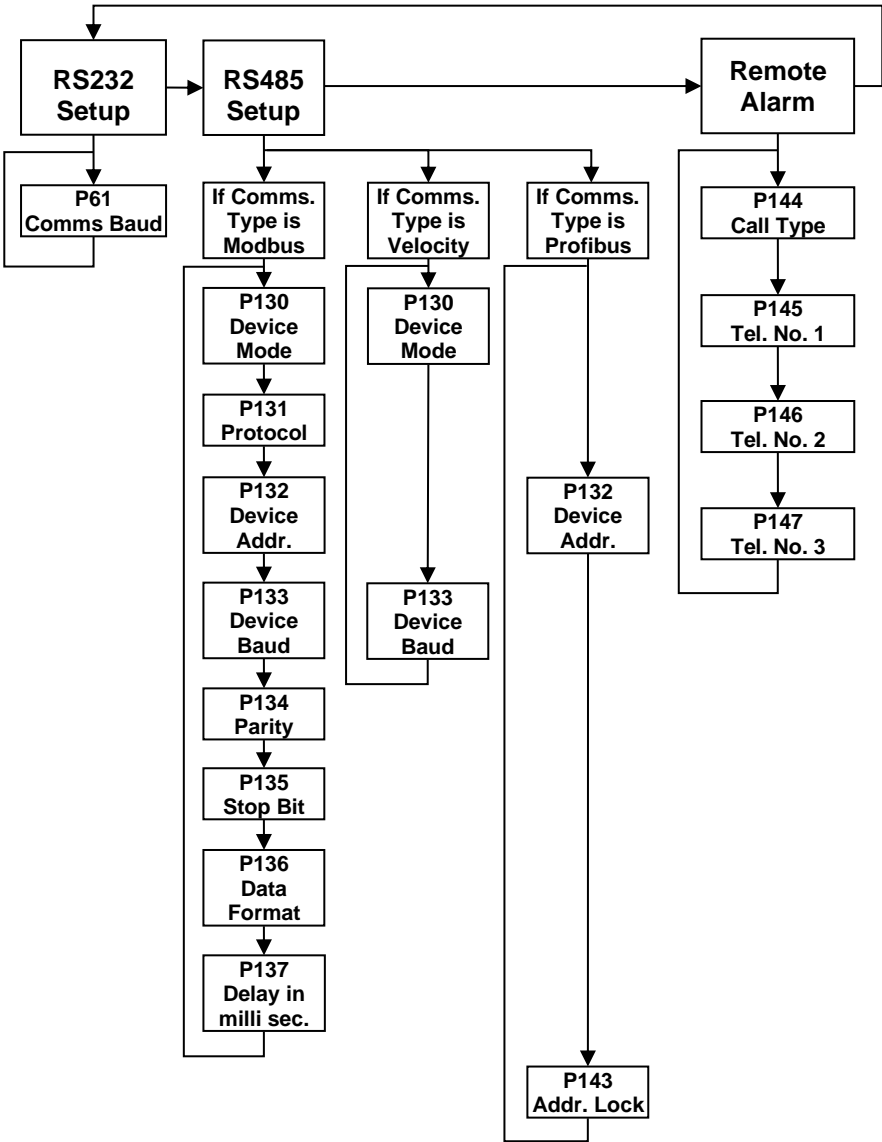 RS232
Setup
RS485
Setup
Remote
Alarm
P61
Comms Baud
If Comms.
Type is
Modbus
P130
Device
Mode
P131
Protocol
P132
Device
Addr.
P133
Device
Baud
P134
Parity
P135
Stop Bit
P136
Data
Format
P137
Delay in
milli sec.
If Comms.
Type is
Velocity
P130
Device
Mode
P133
Device
Baud
If Comms.
Type is
Profibus
P132
Device
Addr.
P143
Addr. Lock
P144
Call Type
P145
Tel. No. 1
P146
Tel. No. 2
P147
Tel. No. 3